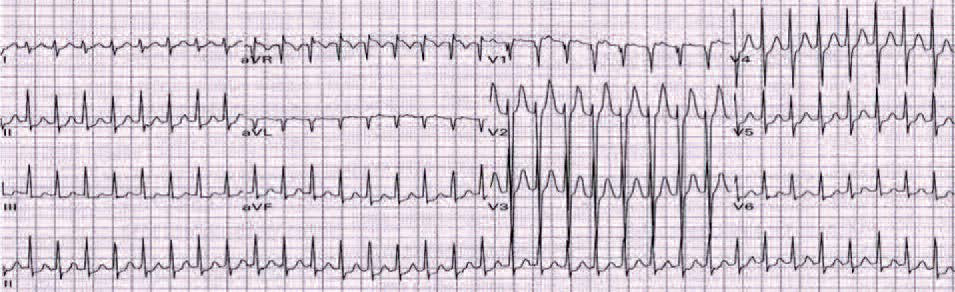 I aVR V1 V4
II aVL V2 V5
III aVF V3 V6
II